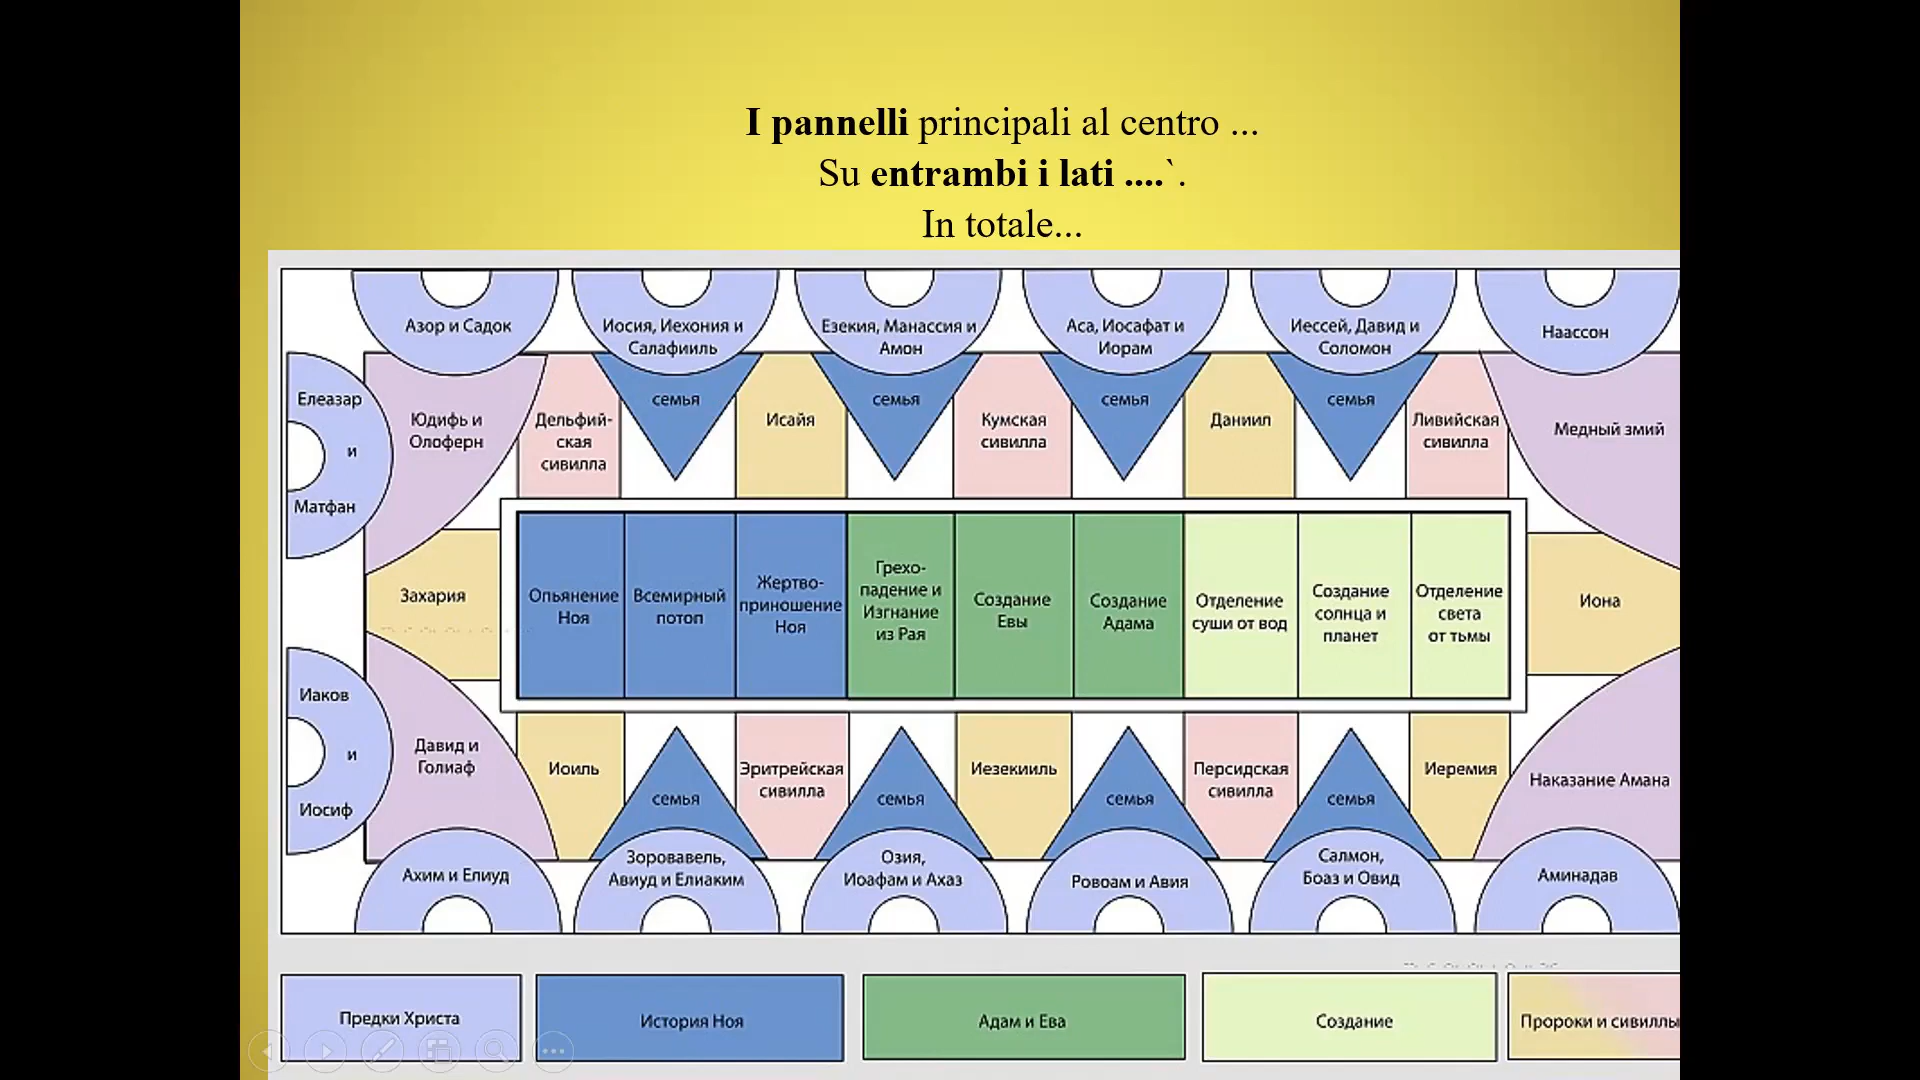 I pannelli principali al centro ...
Su entrambi i lati ....`.
In totale...
Азор и Садок
Иосия, Иехония и
Салафииль
Езекия, Манассия и
Амон
Аса, Иосафат и
Иорам
Иессей, Давид и
Соломон
Наассон
Елеазар
и
Матфан
Юдифь и
Олоферн
Дельфий-
ская
сивилла
семья
Исайя
семья
Кумская
сивилла
семья
Даниил
семья
Ливийская
сивилла
Медный змий
Захария
Опьянение
Ноя
Всемирный
потоп
Жертво-
приношение
Ноя
Грехо-
падение и
Изгнание
из Рая
Создание
Евы
Создание
Адама
Отделение
суши от вод
Создание
солнца и
планет
Отделение
света
от тьмы
Иона
Иаков
и
Иосиф
Давид и
Голиаф
Иоиль
семья
Эритрейская
сивилла
семья
Иезекииль
семья
Персидская
сивилла
семья
Иеремия
Наказание Амана
Ахим и Елиуд
Зоровавель,
Авиуд и Елиаким
Озия,
Иоафам и Ахаз
Ровоам и Авия
Салмон,
Боаз и Овид
Аминадав
Предки Христа
История Ноя
Адам и Ева
Создание
Пророки и сивиллы